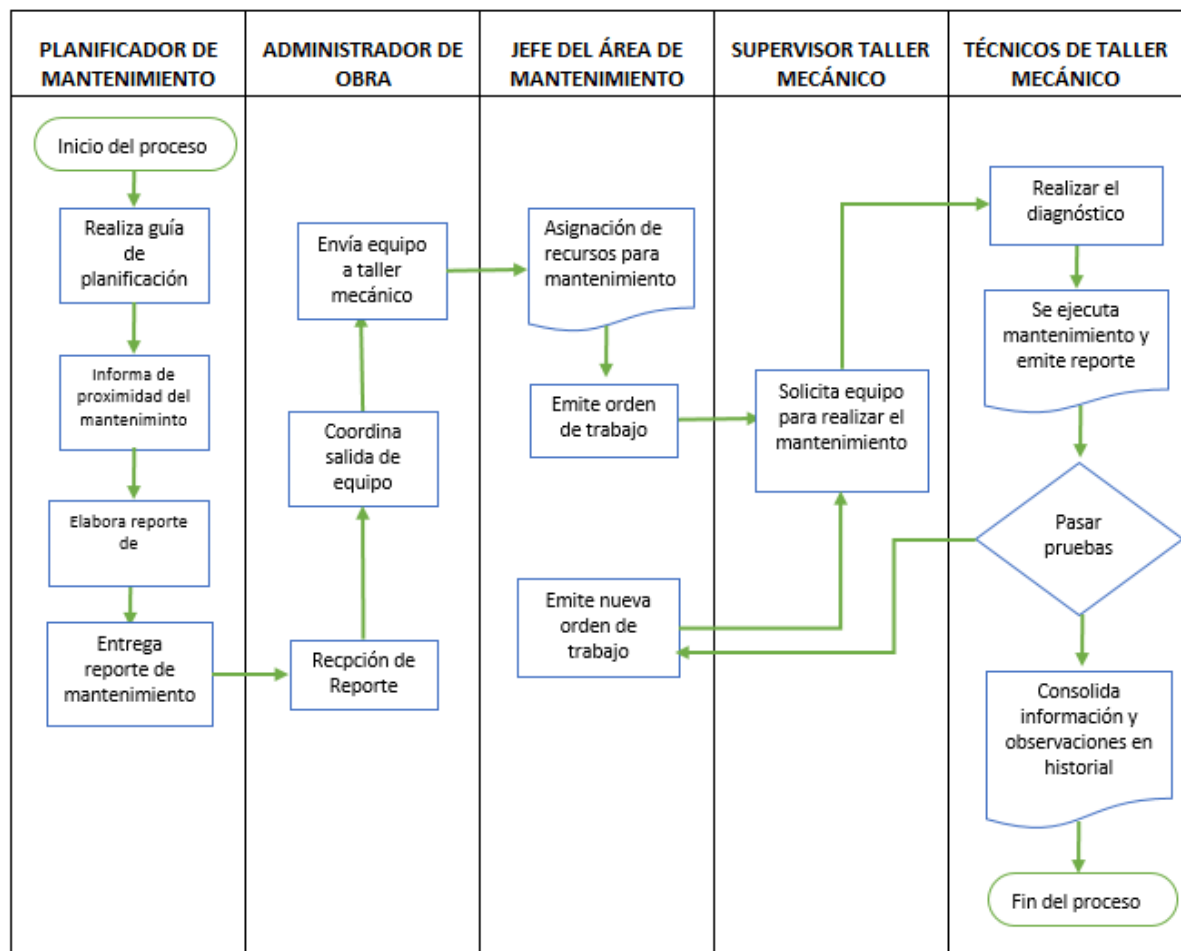 PLANIFICADOR DE
MANTENIMIENTO
ADMINISTRADOR DE
OBRA
JEFE DEL ÁREA DE
MANTENIMIENTO
SUPERVISOR TALLER
MECÁNICO
TÉCNICOS DE TALLER
MECÁNICO
Inicio del proceso
Realiza guía
de
planificación
Informa de
proximidad del
manteniminto
Elabora reporte
de
Entrega
reporte de
mantenimiento
Envía equipo
a taller
mecánico
Coordina
salida de
equipo
Recpción de
Reporte
Asignación de
recursos para
mantenimiento
Emite orden
de trabajo
Emite nueva
orden de
trabajo
Solicita equipo
para realizar el
mantenimiento
Realizar el
diagnóstico
Se ejecuta
mantenimiento y
emite reporte
Pasar
pruebas
Consolida
información y
observaciones en
historial
Fin del proceso